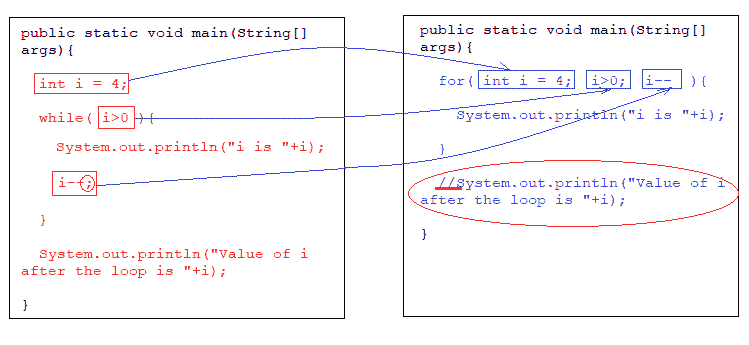 public static void main(String[]
args){
int i = 4;
while( i>0 ){
System.out.println("i is "+i);
i--;
}
System.out.println("Value of i
after the loop is "+i);
}
public static void main(String[]
args){
for( int i = 4; i>0; i-- ){
System.out.println("i is "+i);
}
//System.out.println("Value of i
after the loop is "+i);
}